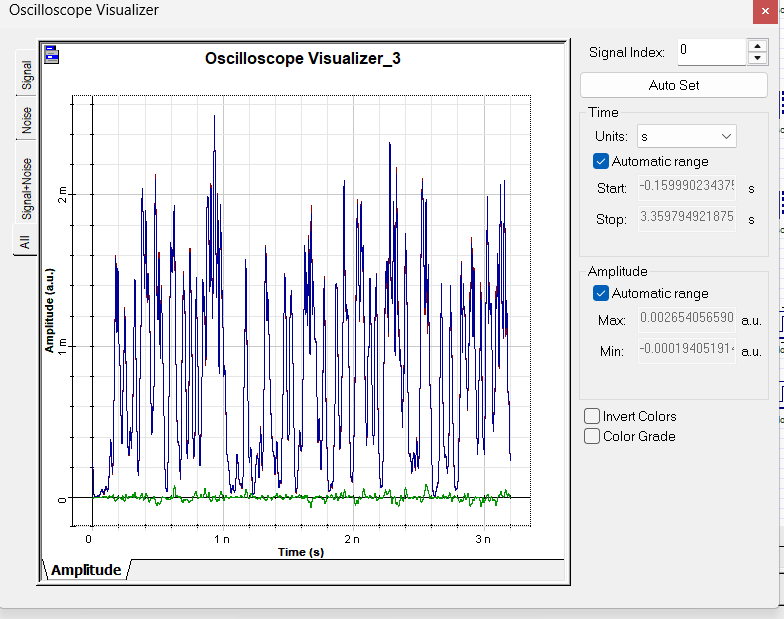 Oscilloscope Visualizer
Oscilloscope Visualizer_3
Signal
Noise
Signal+Noise
All
Amplitude (a.u.)
2 m
1 m
0
0
1 n
2 n
3 n
Time (s)
Amplitude
Signal Index:
0
Auto Set
Time
Units:
s
Automatic range
Start:
-0.159990234375
s
Stop:
3.359794921875
s
Amplitude
Automatic range
Max:
0.002654056590
a.u.
Min:
-0.00019405191
a.u.
Invert Colors
Color Grade